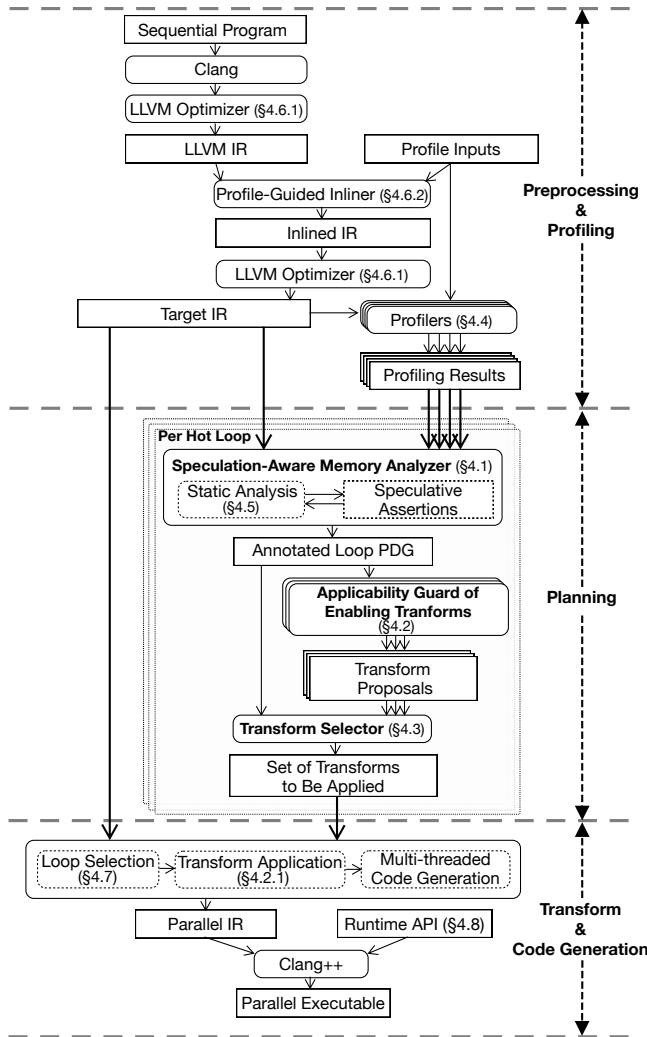 Sequential Program
Clang
LLVM Optimizer (§4.6.1)
LLVM IR
Profile Inputs
Profile-Guided Inliner (§4.6.2)
Inlined IR
LLVM Optimizer (§4.6.1)
Target IR
Profilers (§4.4)
Profiling Results
Preprocessing
&
Profiling
Per Hot Loop
Speculation-Aware Memory Analyzer (§4.1)
Static Analysis
(§4.5)
Speculative
Assertions
Annotated Loop PDG
Applicability Guard of
Enabling Tranforms
(§4.2)
Transform
Proposals
Transform Selector (§4.3)
Set of Transforms
to Be Applied
Planning
Loop Selection
(§4.7)
Transform Application
(§4.2.1)
Multi-threaded
Code Generation
Parallel IR
Runtime API (§4.8)
Clang++
Parallel Executable
Transform
&
Code Generation